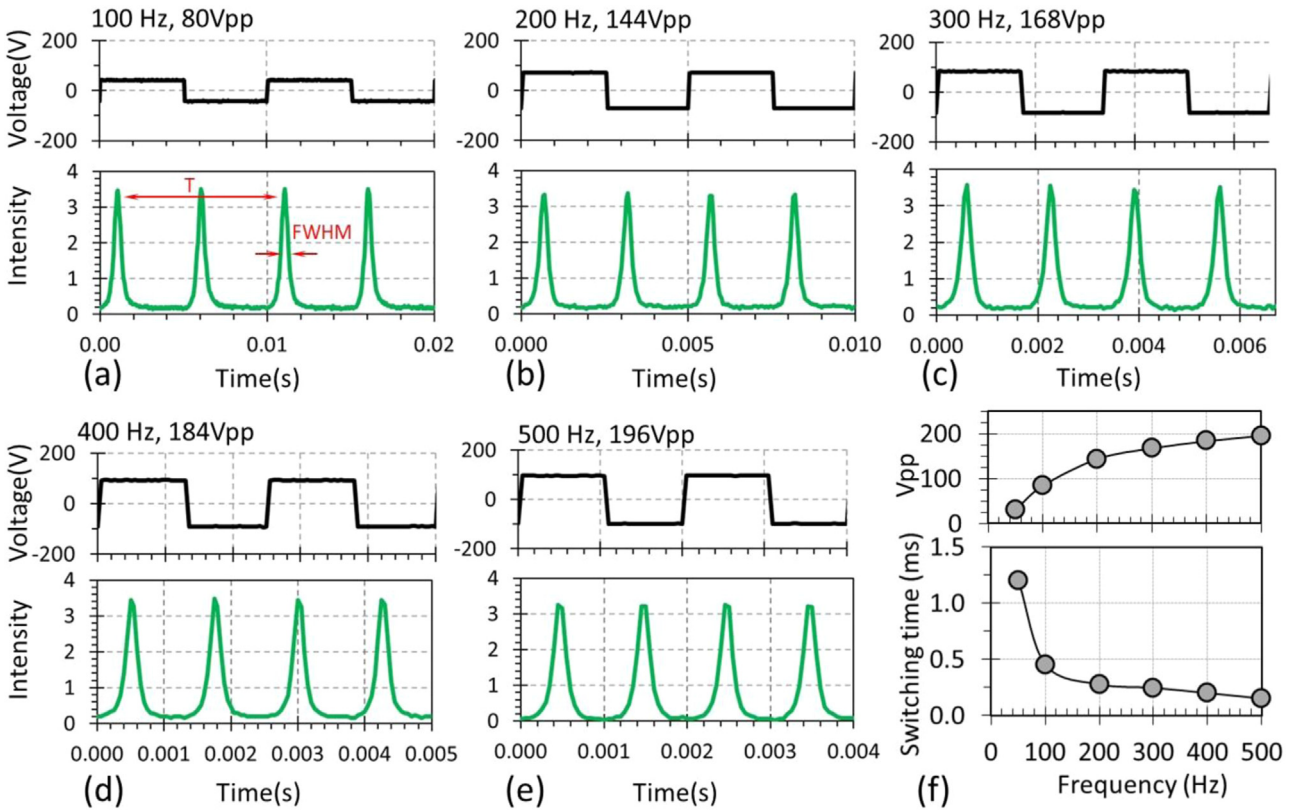 100 Hz, 80Vpp
Voltage(V)
200
0
-200
Intensity
4
3
2
1
0
T
FWHM
0.00 0.01 0.02
(a) Time(s)
200 Hz, 144Vpp
200
0
-200
4
3
2
1
0
0.000 0.005 0.010
(b) Time(s)
300 Hz, 168Vpp
200
0
-200
4
3
2
1
0
0.000 0.002 0.004 0.006
(c) Time(s)
400 Hz, 184Vpp
Voltage(V)
200
0
-200
Intensity
4
3
2
1
0
0.000 0.001 0.002 0.003 0.004 0.005
(d) Time(s)
500 Hz, 196Vpp
200
0
-200
4
3
2
1
0
0.000 0.001 0.002 0.003 0.004
(e) Time(s)
Vpp
200
100
0
Switching time (ms)
1.5
1.0
0.5
0.0
0 100 200 300 400 500
(f) Frequency (Hz)